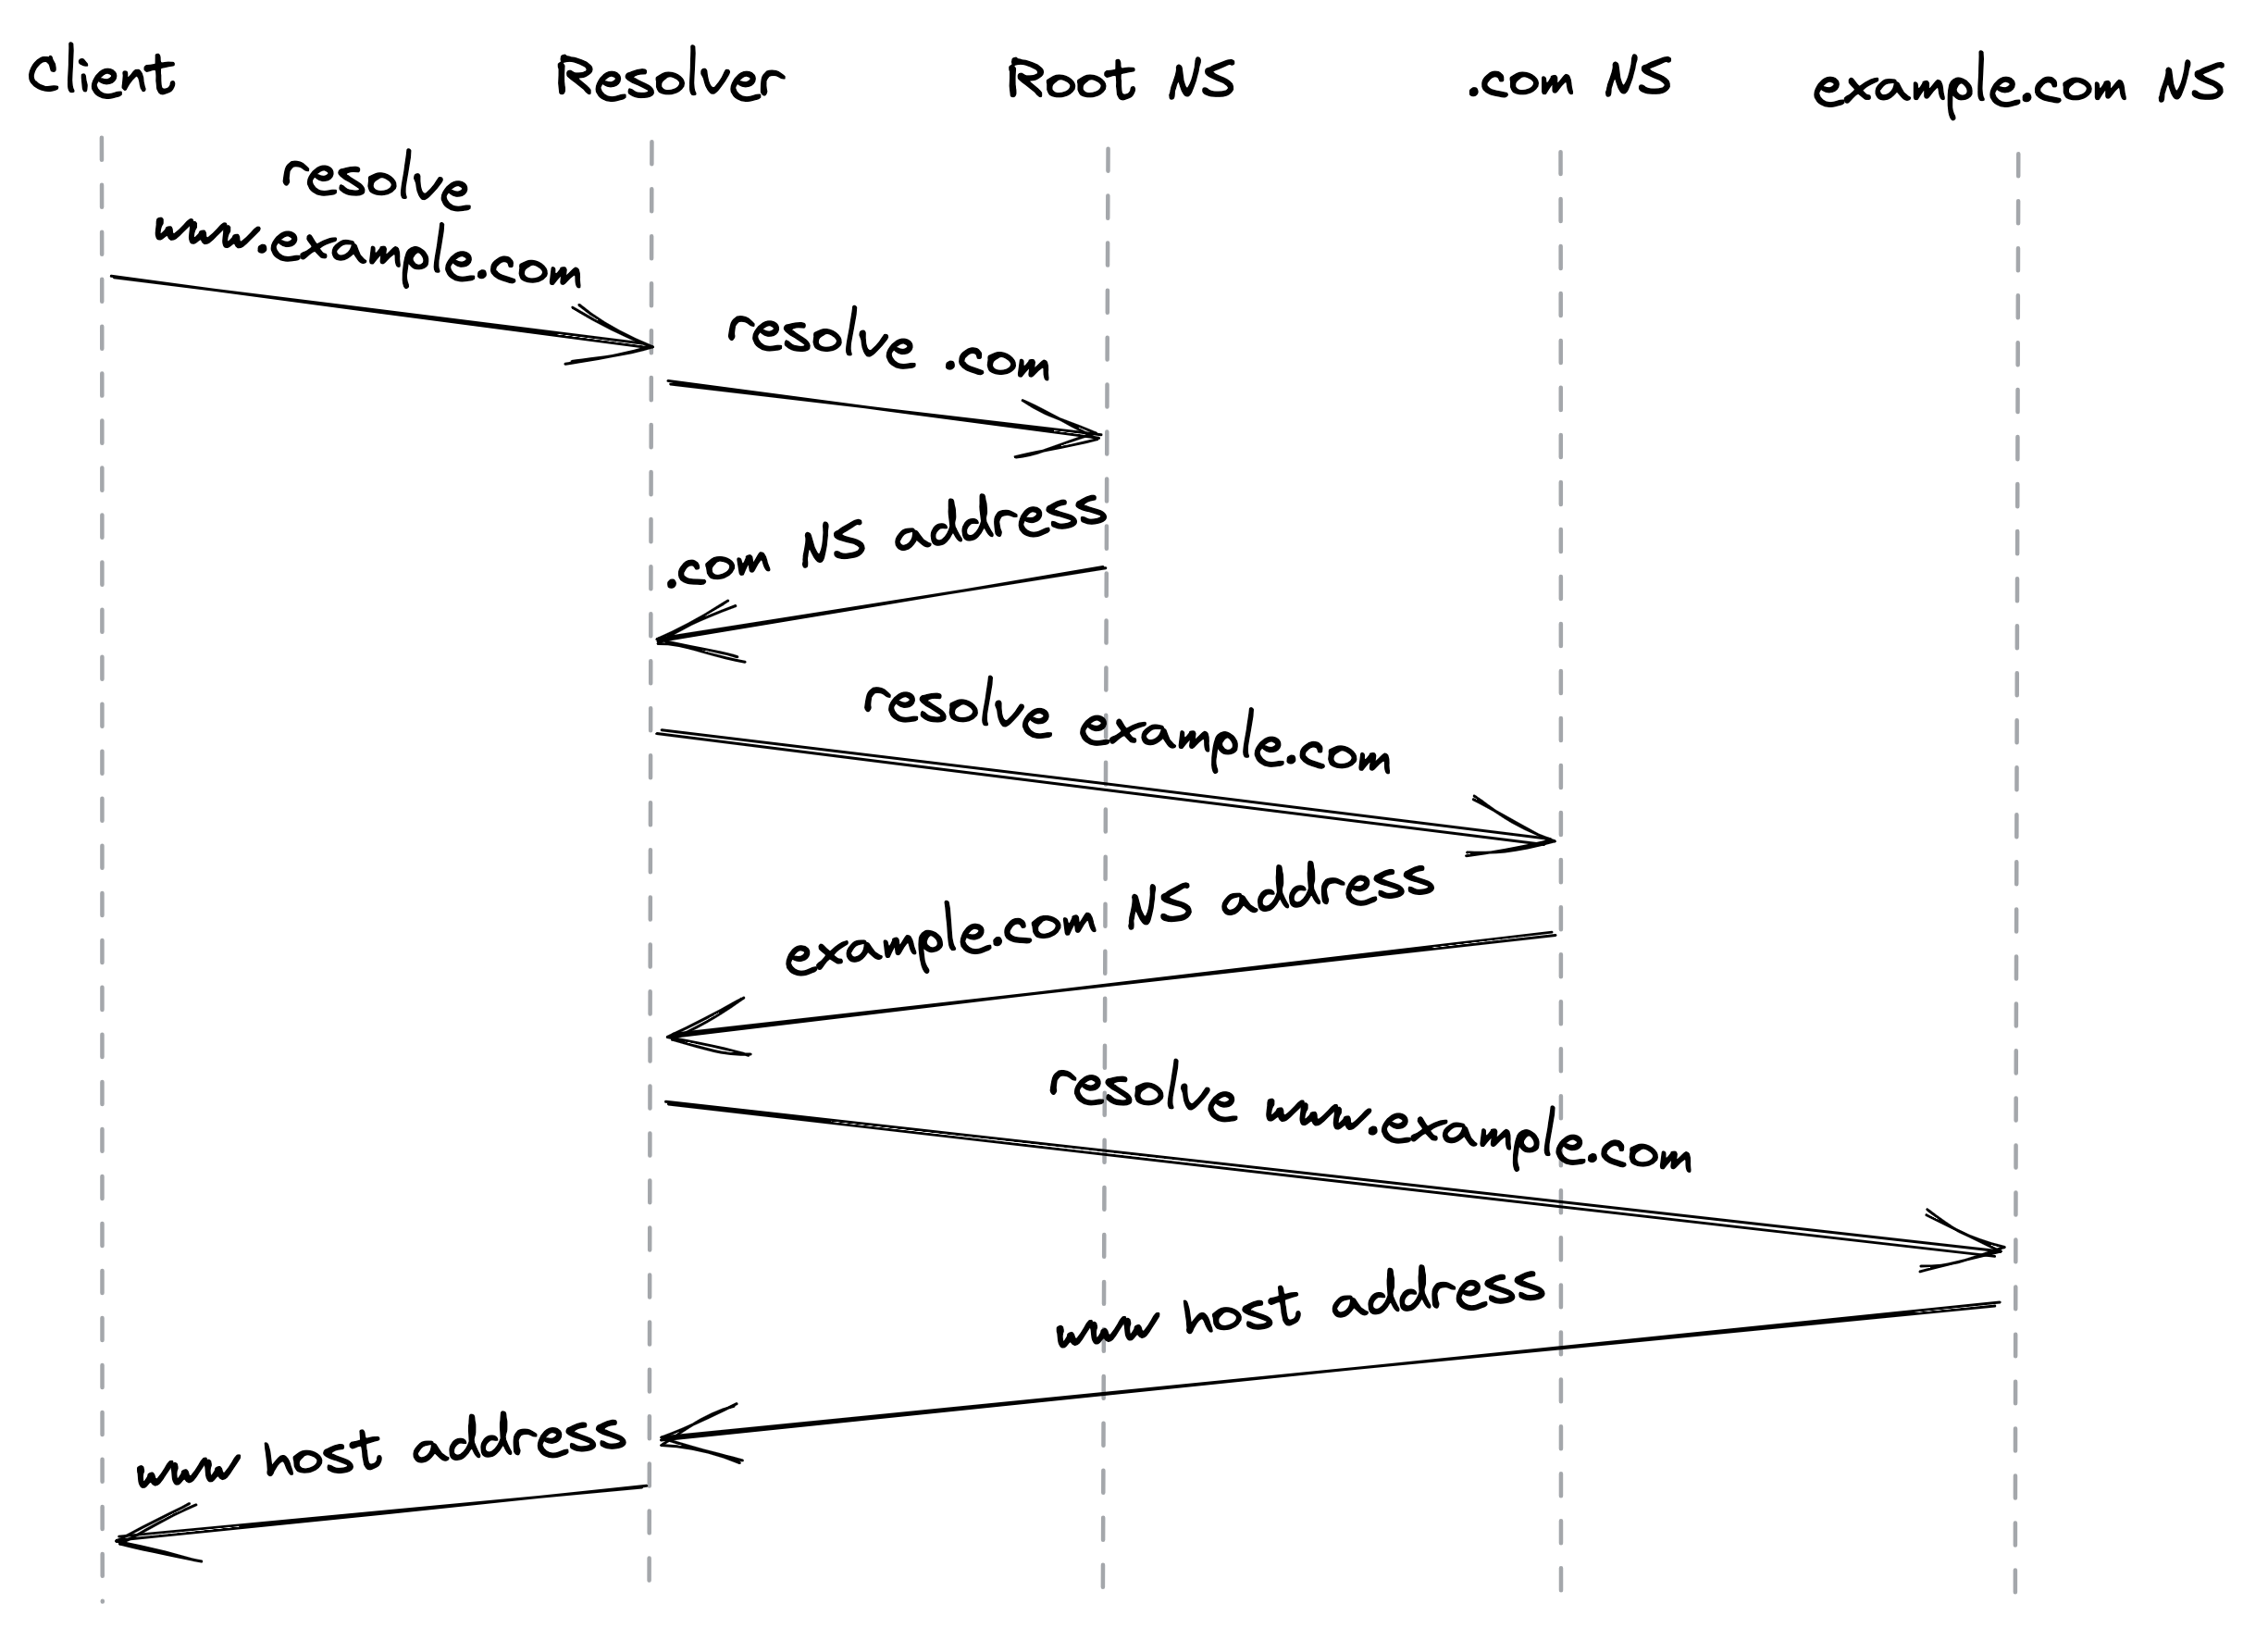 Client
Resolver
Root NS
.com NS
example.com NS
resolve
www.example.com
resolve .com
.com NS address
resolve example.com
example.com NS address
resolve www.example.com
www host address
www host address